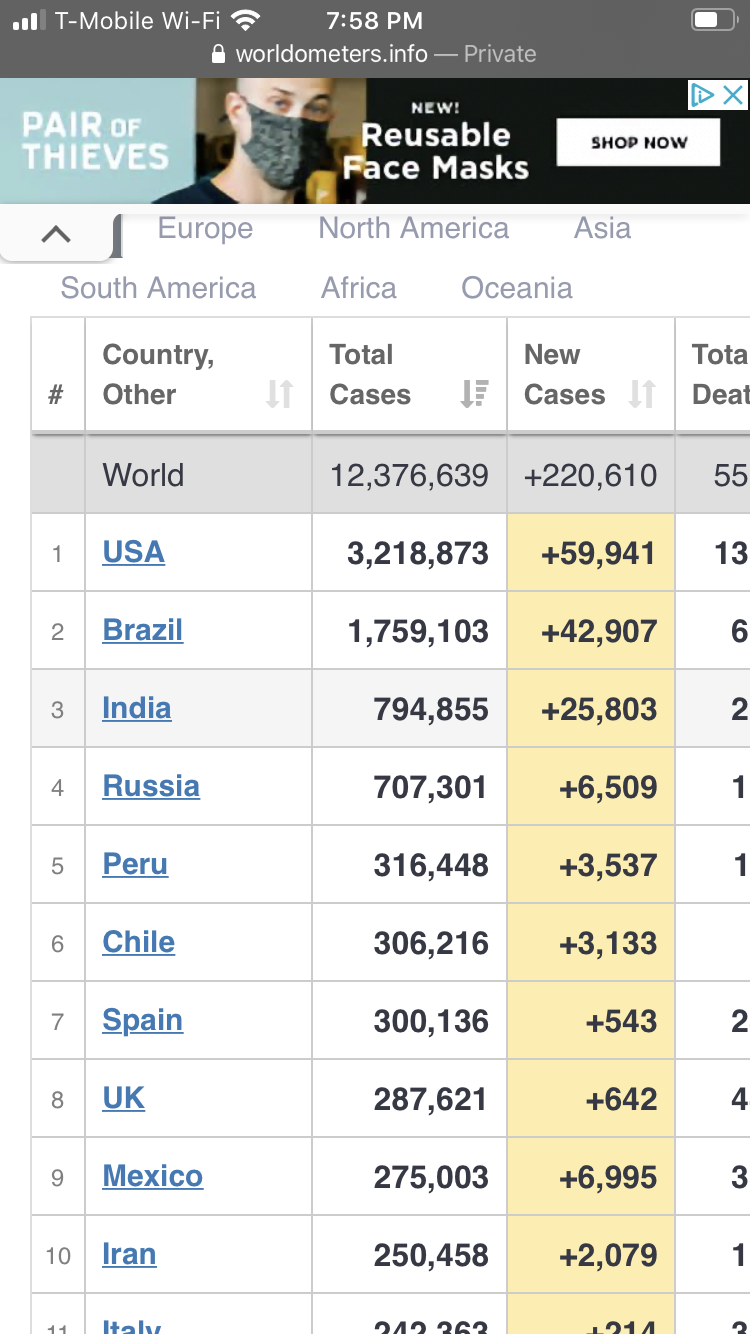 T-Mobile Wi-Fi 7:58 PM
worldometers.info — Private
PAIR OF THIEVES
NEW!
Reusable
Face Masks
SHOP NOW
Europe North America Asia
South America Africa Oceania
# Country, Other Total Cases New Cases Tota Deat
World 12,376,639 +220,610 55
1 USA 3,218,873 +59,941 13
2 Brazil 1,759,103 +42,907 6
3 India 794,855 +25,803 2
4 Russia 707,301 +6,509 1
5 Peru 316,448 +3,537 1
6 Chile 306,216 +3,133
7 Spain 300,136 +543 2
8 UK 287,621 +642 4
9 Mexico 275,003 +6,995 3
10 Iran 250,458 +2,079 1
11 Italy 242,363 +214 3